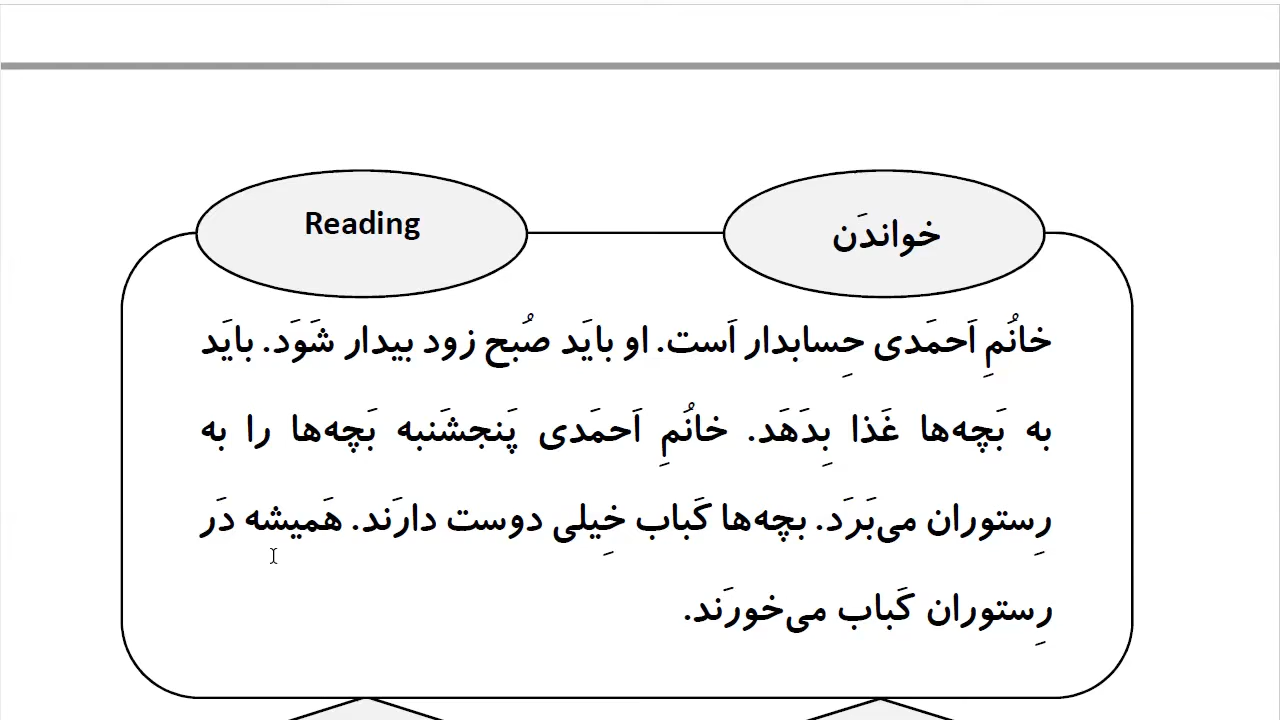 Reading
خواندَن
خانُمِ اَحمَدی حِسابدار اَست. او بایَد صُبح زود بیدار شَوَد. بایَد
به بَچه‌ها غَذا بِدَهَد. خانُمِ اَحمَدی پَنجشَنبه بَچه‌ها را به
رِستوران می‌بَرَد. بچه‌ها کَباب خِیلی دوست دارَند. هَمیشه دَر
رِستوران کَباب می‌خورَند.